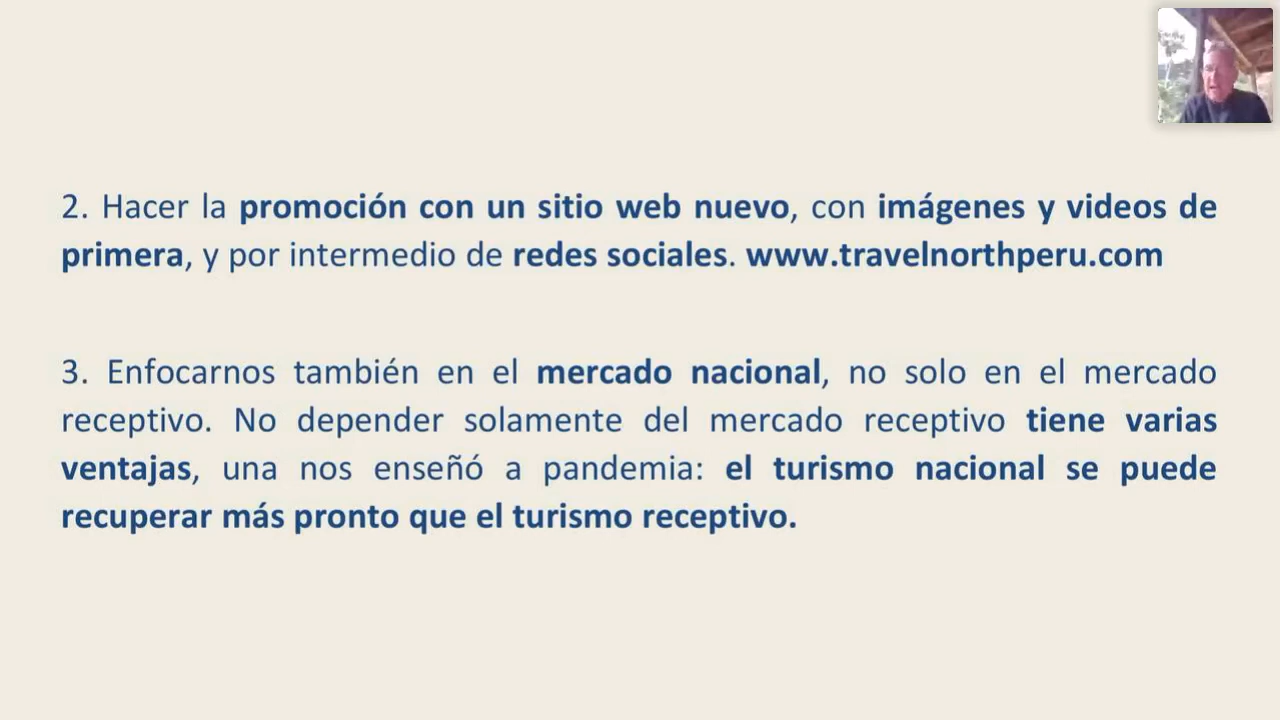 2. Hacer la promoción con un sitio web nuevo, con imágenes y videos de
primera, y por intermedio de redes sociales. www.travelnorthperu.com
3. Enfocarnos también en el mercado nacional, no solo en el mercado
receptivo. No depender solamente del mercado receptivo tiene varias
ventajas, una nos enseñó a pandemia: el turismo nacional se puede
recuperar más pronto que el turismo receptivo.